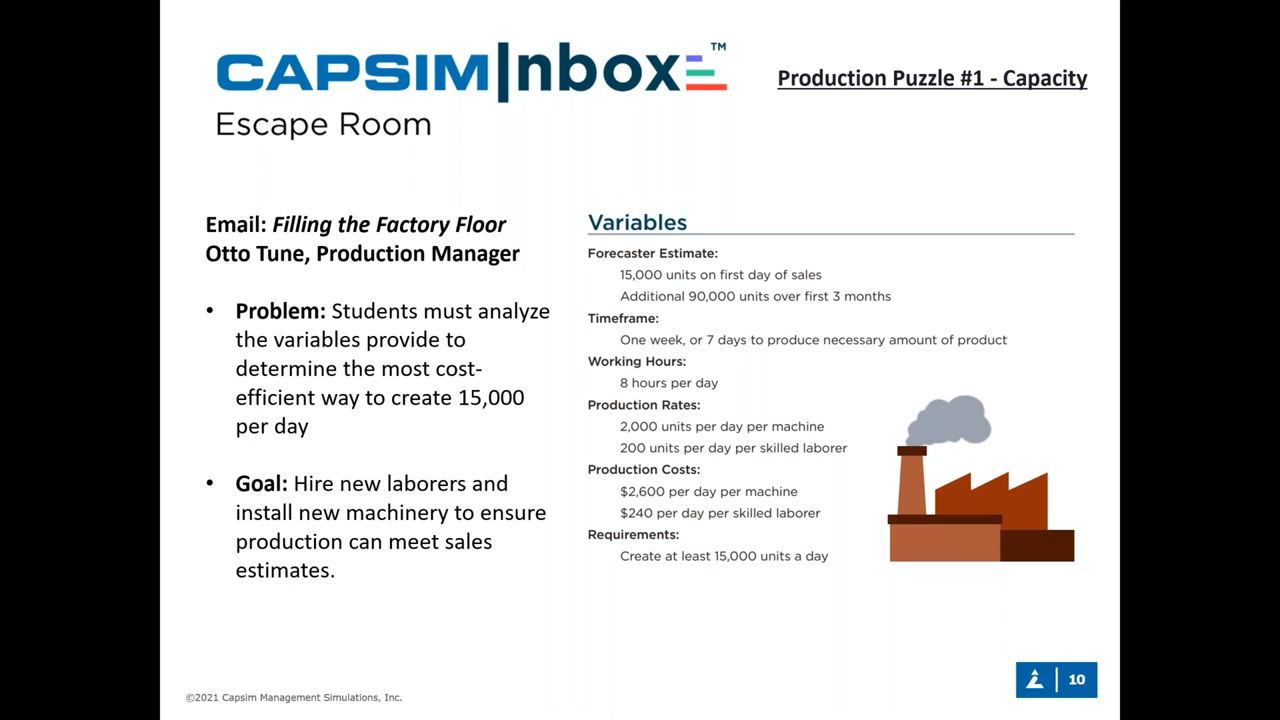 CAPSIM|nbox™
Production Puzzle #1 - Capacity
Escape Room
Email: Filling the Factory Floor
Otto Tune, Production Manager
• Problem: Students must analyze
the variables provide to
determine the most cost-
efficient way to create 15,000
per day
• Goal: Hire new laborers and
install new machinery to ensure
production can meet sales
estimates.
Variables
Forecaster Estimate:
15,000 units on first day of sales
Additional 90,000 units over first 3 months
Timeframe:
One week, or 7 days to produce necessary amount of product
Working Hours:
8 hours per day
Production Rates:
2,000 units per day per machine
200 units per day per skilled laborer
Production Costs:
$2,600 per day per machine
$240 per day per skilled laborer
Requirements:
Create at least 15,000 units a day
©2021 Capsim Management Simulations, Inc.
10